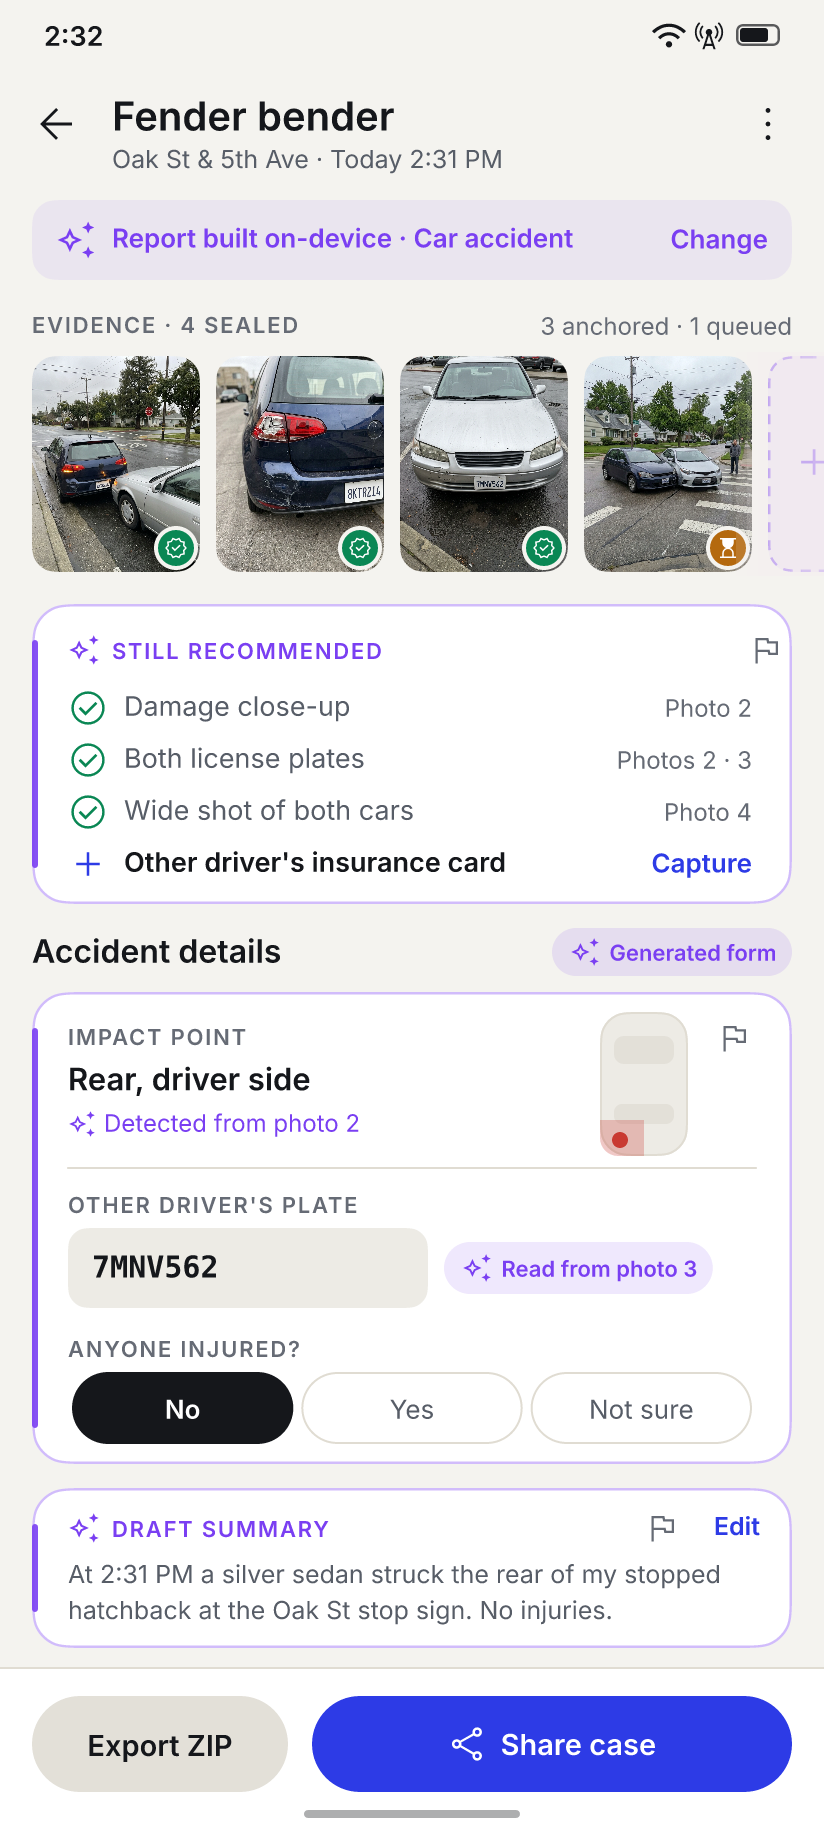 2:32
Fender bender
Oak St & 5th Ave · Today 2:31 PM
Report built on-device · Car accident Change
EVIDENCE · 4 SEALED 3 anchored · 1 queued
8KTR214
7MNV562
STILL RECOMMENDED
Damage close-up Photo 2
Both license plates Photos 2 · 3
Wide shot of both cars Photo 4
Other driver's insurance card Capture
Accident details Generated form
IMPACT POINT
Rear, driver side
Detected from photo 2
OTHER DRIVER'S PLATE
7MNV562 Read from photo 3
ANYONE INJURED?
No Yes Not sure
DRAFT SUMMARY Edit
At 2:31 PM a silver sedan struck the rear of my stopped
hatchback at the Oak St stop sign. No injuries.
Export ZIP Share case